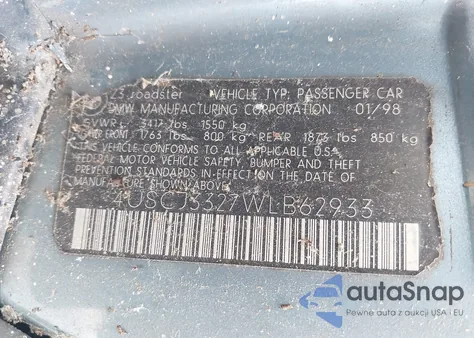 Z3 roadster VEHICLE TYP. PASSENGER CAR
BMW MANUFACTURING CORPORATION 01/98
GVWR 3417 lbs 1550 kg
FRONT 1763 lbs 800 kg REAR 1873 lbs 850 kg
THIS VEHICLE CONFORMS TO ALL APPLICABLE U.S.
FEDERAL MOTOR VEHICLE SAFETY, BUMPER AND THEFT
PREVENTION STANDARDS IN EFFECT ON THE DATE OF
MANUFACTURE SHOWN ABOVE.
4USCJ3327WLB62933
autoSnap
Pewne auta z aukcji USA i EU